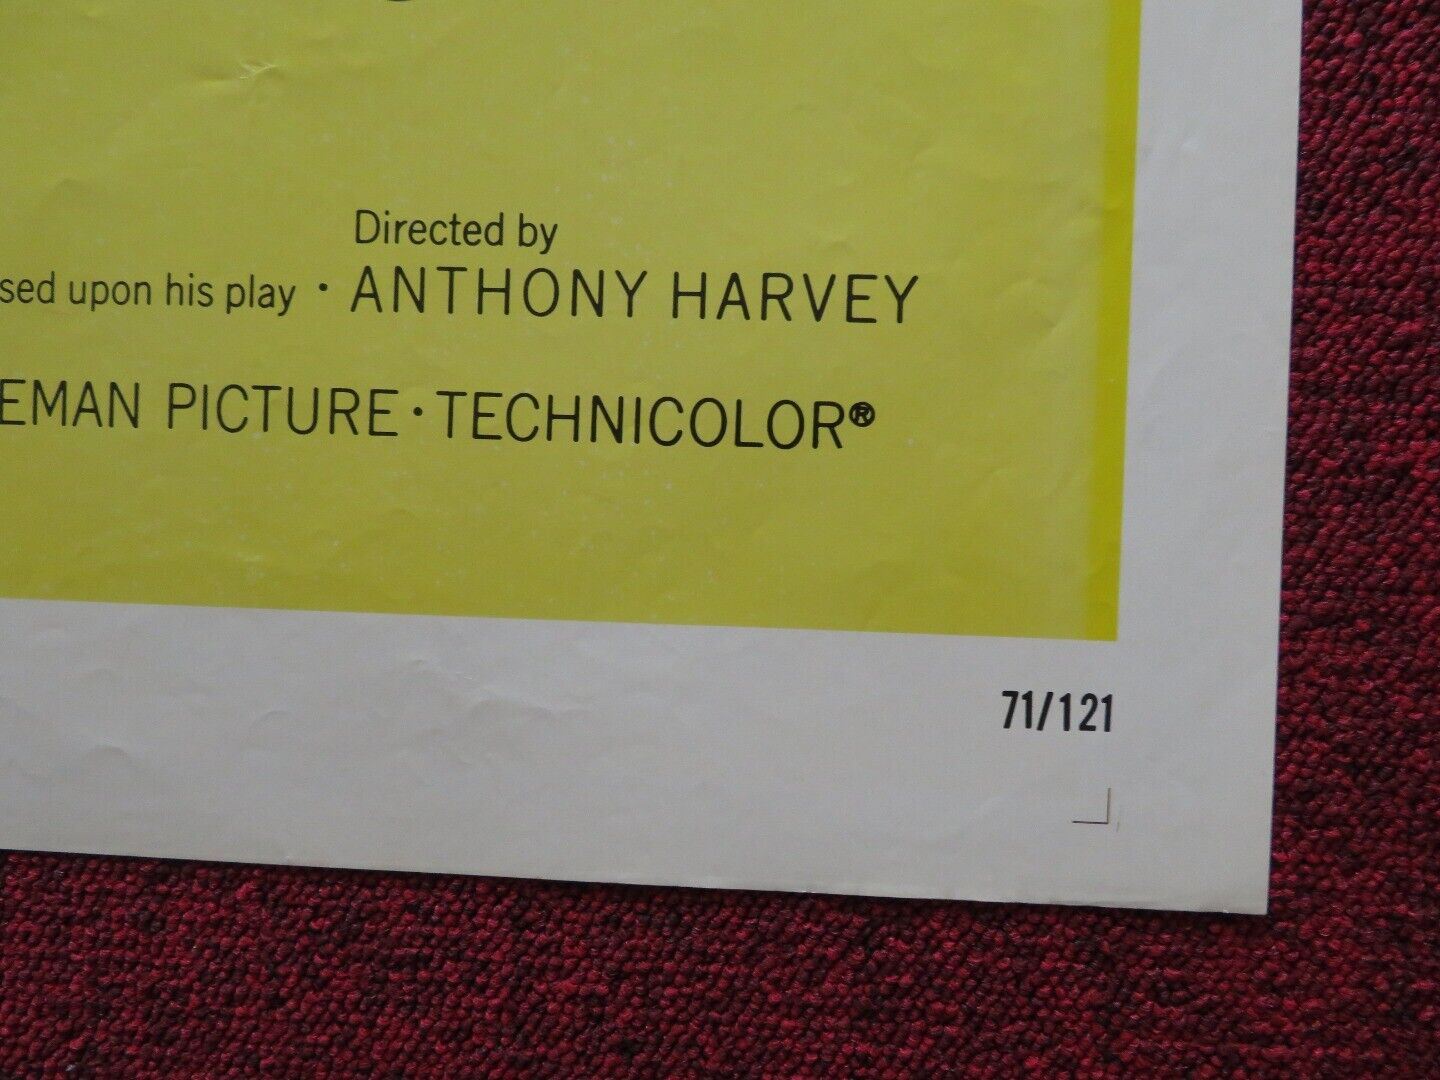 Directed by
sed upon his play · ANTHONY HARVEY
EMAN PICTURE · TECHNICOLOR®
71/121